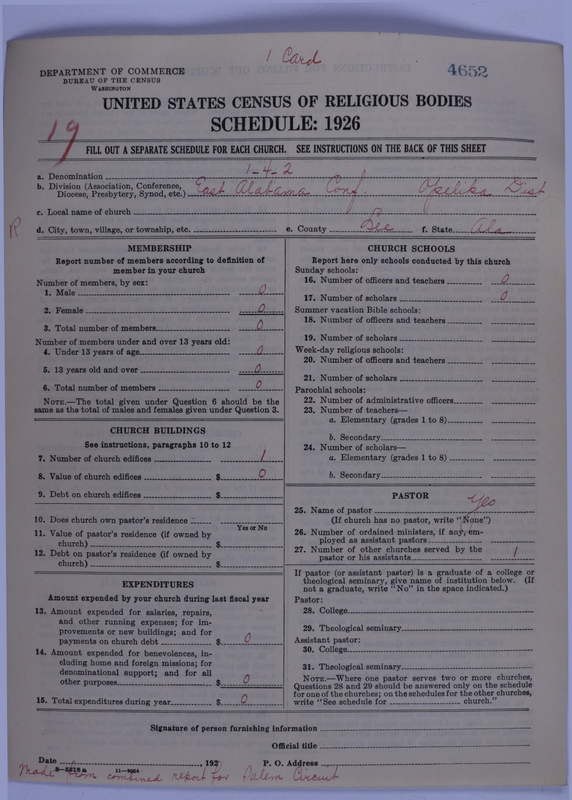 1 Card
4652
DEPARTMENT OF COMMERCE
BUREAU OF THE CENSUS
WASHINGTON
UNITED STATES CENSUS OF RELIGIOUS BODIES
SCHEDULE: 1926
19
FILL OUT A SEPARATE SCHEDULE FOR EACH CHURCH. SEE INSTRUCTIONS ON THE BACK OF THIS SHEET
a. Denomination 1-4-2
b. Division (Association, Conference, Diocese, Presbytery, Synod, etc.) East Alabama Conf. Opelika Dist
c. Local name of church
R
d. City, town, village, or township, etc. e. County Lee f. State Ala
MEMBERSHIP
Report number of members according to definition of
member in your church
Number of members, by sex:
1. Male 0
2. Female 0
3. Total number of members 0
Number of members under and over 13 years old:
4. Under 13 years of age 0
5. 13 years old and over 0
6. Total number of members 0
NOTE.—The total given under Question 6 should be the
same as the total of males and females given under Question 3.
CHURCH BUILDINGS
See instructions, paragraphs 10 to 12
7. Number of church edifices 1
8. Value of church edifices $ 0
9. Debt on church edifices $
10. Does church own pastor's residence
Yes or No
11. Value of pastor's residence (if owned by
church) $
12. Debt on pastor's residence (if owned by
church) $
EXPENDITURES
Amount expended by your church during last fiscal year
13. Amount expended for salaries, repairs,
and other running expenses; for im-
provements or new buildings; and for
payments on church debt $ 0
14. Amount expended for benevolences, in-
cluding home and foreign missions; for
denominational support; and for all
other purposes $ 0
15. Total expenditures during year $ 0
CHURCH SCHOOLS
Report here only schools conducted by this church
Sunday schools:
16. Number of officers and teachers 0
17. Number of scholars 0
Summer vacation Bible schools:
18. Number of officers and teachers
19. Number of scholars
Week-day religious schools:
20. Number of officers and teachers
21. Number of scholars
Parochial schools:
22. Number of administrative officers
23. Number of teachers—
a. Elementary (grades 1 to 8)
b. Secondary
24. Number of scholars—
a. Elementary (grades 1 to 8)
b. Secondary
PASTOR
25. Name of pastor Yes
(If church has no pastor, write "None")
26. Number of ordained ministers, if any, em-
ployed as assistant pastors
27. Number of other churches served by the
pastor or his assistants 1
If pastor (or assistant pastor) is a graduate of a college or
theological seminary, give name of institution below. (If
not a graduate, write "No" in the space indicated.)
Pastor:
28. College
29. Theological seminary
Assistant pastor:
30. College
31. Theological seminary
NOTE.—Where one pastor serves two or more churches,
Questions 28 and 29 should be answered only on the schedule
for one of the churches; on the schedules for the other churches,
write "See schedule for church."
Signature of person furnishing information
Official title
Date , 192 P. O. Address
8-5518a 11-9054
Made from combined report for Salem Circuit